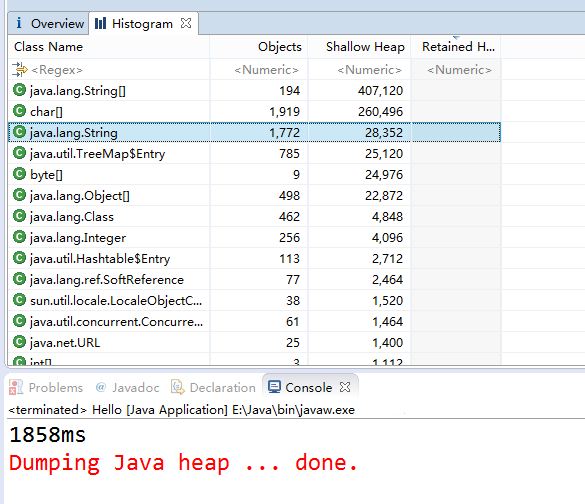 Overview Histogram
Class Name Objects Shallow Heap Retained H...
<Regex> <Numeric> <Numeric> <Numeric>
java.lang.String[] 194 407,120
char[] 1,919 260,496
java.lang.String 1,772 28,352
java.util.TreeMap$Entry 785 25,120
byte[] 9 24,976
java.lang.Object[] 498 22,872
java.lang.Class 462 4,848
java.lang.Integer 256 4,096
java.util.Hashtable$Entry 113 2,712
java.lang.ref.SoftReference 77 2,464
sun.util.locale.LocaleObjectC... 38 1,520
java.util.concurrent.Concurre... 61 1,464
java.net.URL 25 1,400
int[] 3 1,112
Problems @ Javadoc Declaration Console
<terminated> Hello [Java Application] E:\Java\bin\javaw.exe
1858ms
Dumping Java heap ... done.